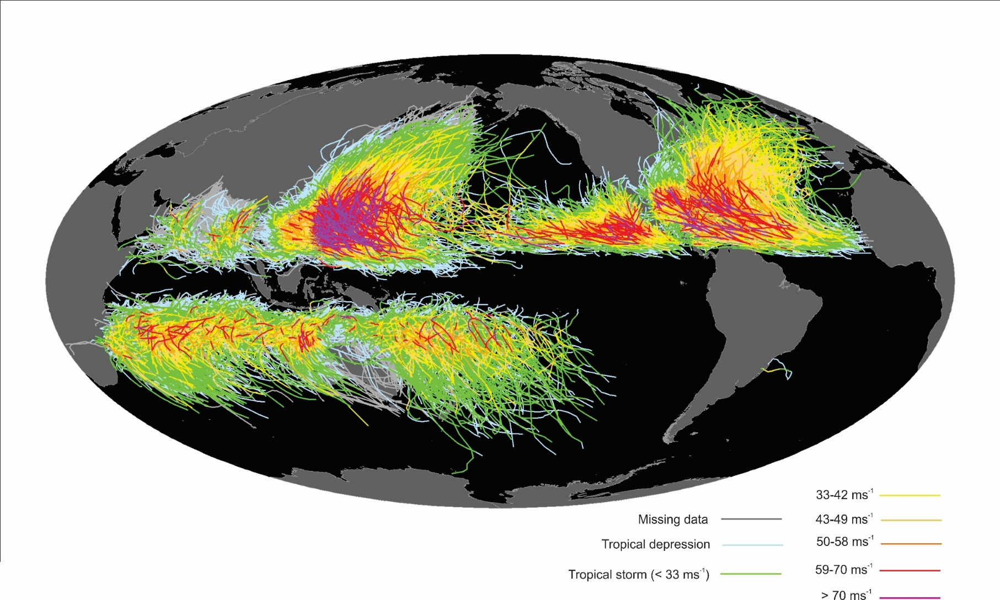 33-42 ms⁻¹
Missing data
43-49 ms⁻¹
Tropical depression
50-58 ms⁻¹
Tropical storm (< 33 ms⁻¹)
59-70 ms⁻¹
> 70 ms⁻¹